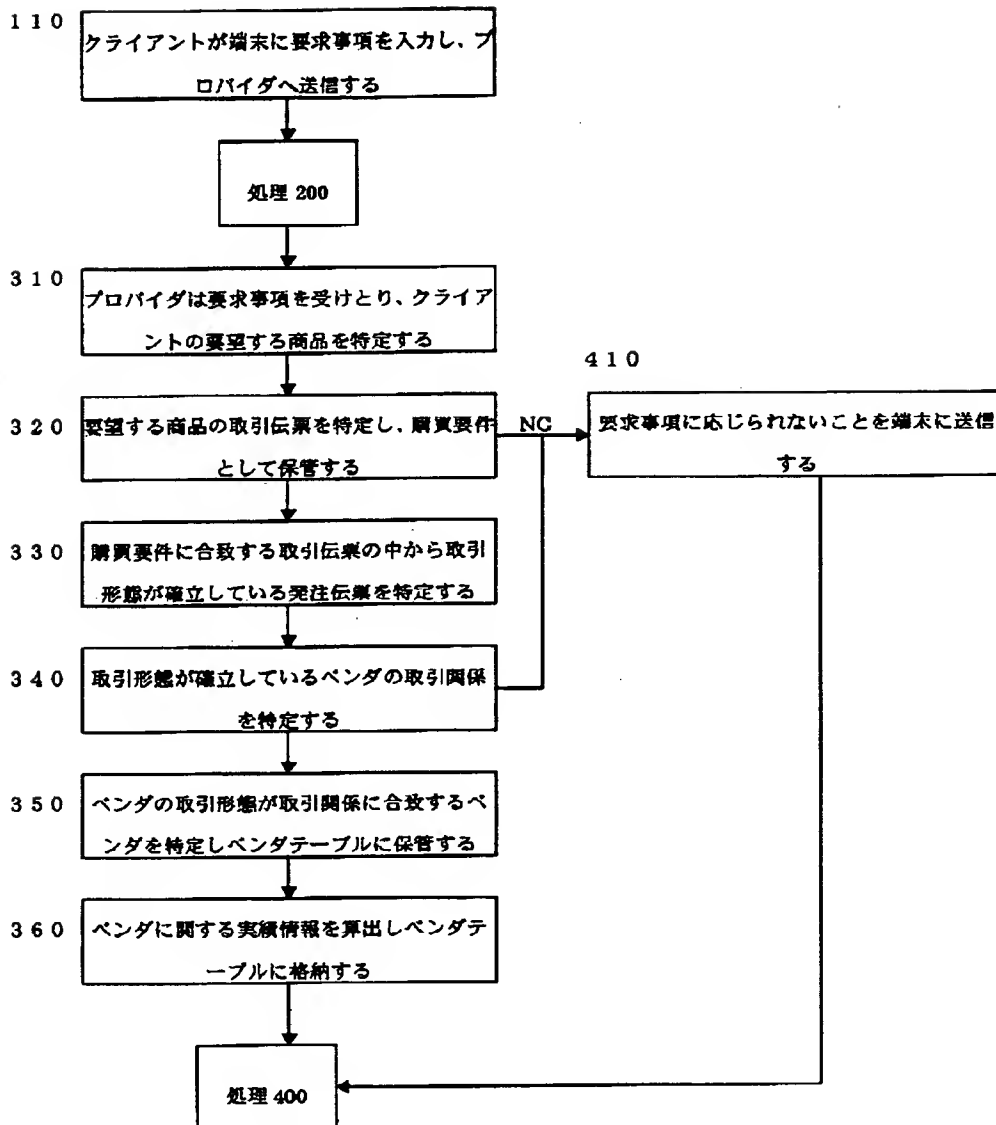 110
クライアントが端末に要求事項を入力し、プ
ロバイダへ送信する
処理 200
310
プロバイダは要求事項を受けとり、クライア
ントの要望する商品を特定する
320
要望する商品の取引伝票を特定し、購買要件
として保管する
NG
410
要求事項に応じられないことを端末に送信
する
330
購買要件に合致する取引伝票の中から取引
形態が確立している発注伝票を特定する
340
取引形態が確立しているベンダの取引関係
を特定する
350
ベンダの取引形態が取引関係に合致するベ
ンダを特定しベンダテーブルに保管する
360
ベンダに関する実績情報を算出しベンダテ
ーブルに格納する
処理 400